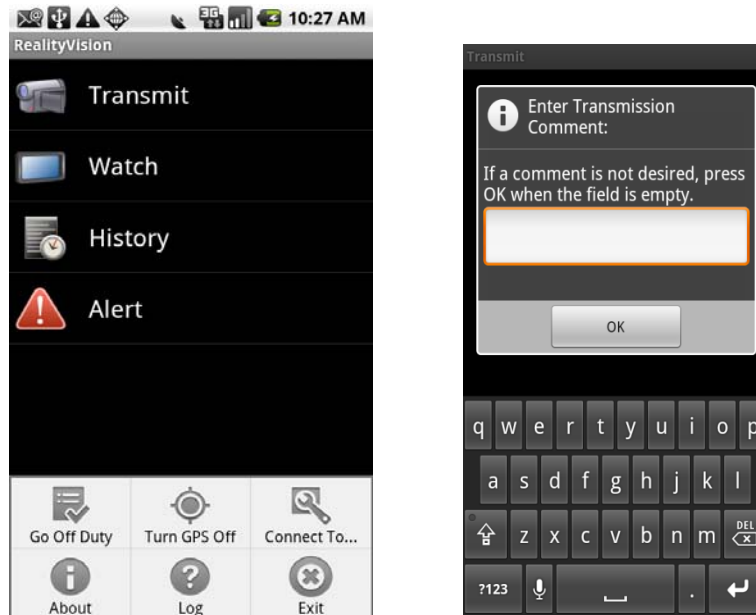 3G 10:27 AM
RealityVision
Transmit
Watch
History
Alert
Go Off Duty Turn GPS Off Connect To...
About Log Exit
Transmit
Enter Transmission
Comment:
If a comment is not desired, press
OK when the field is empty.
OK
q w e r t y u i o p
a s d f g h j k l
z x c v b n m DEL
?123 .